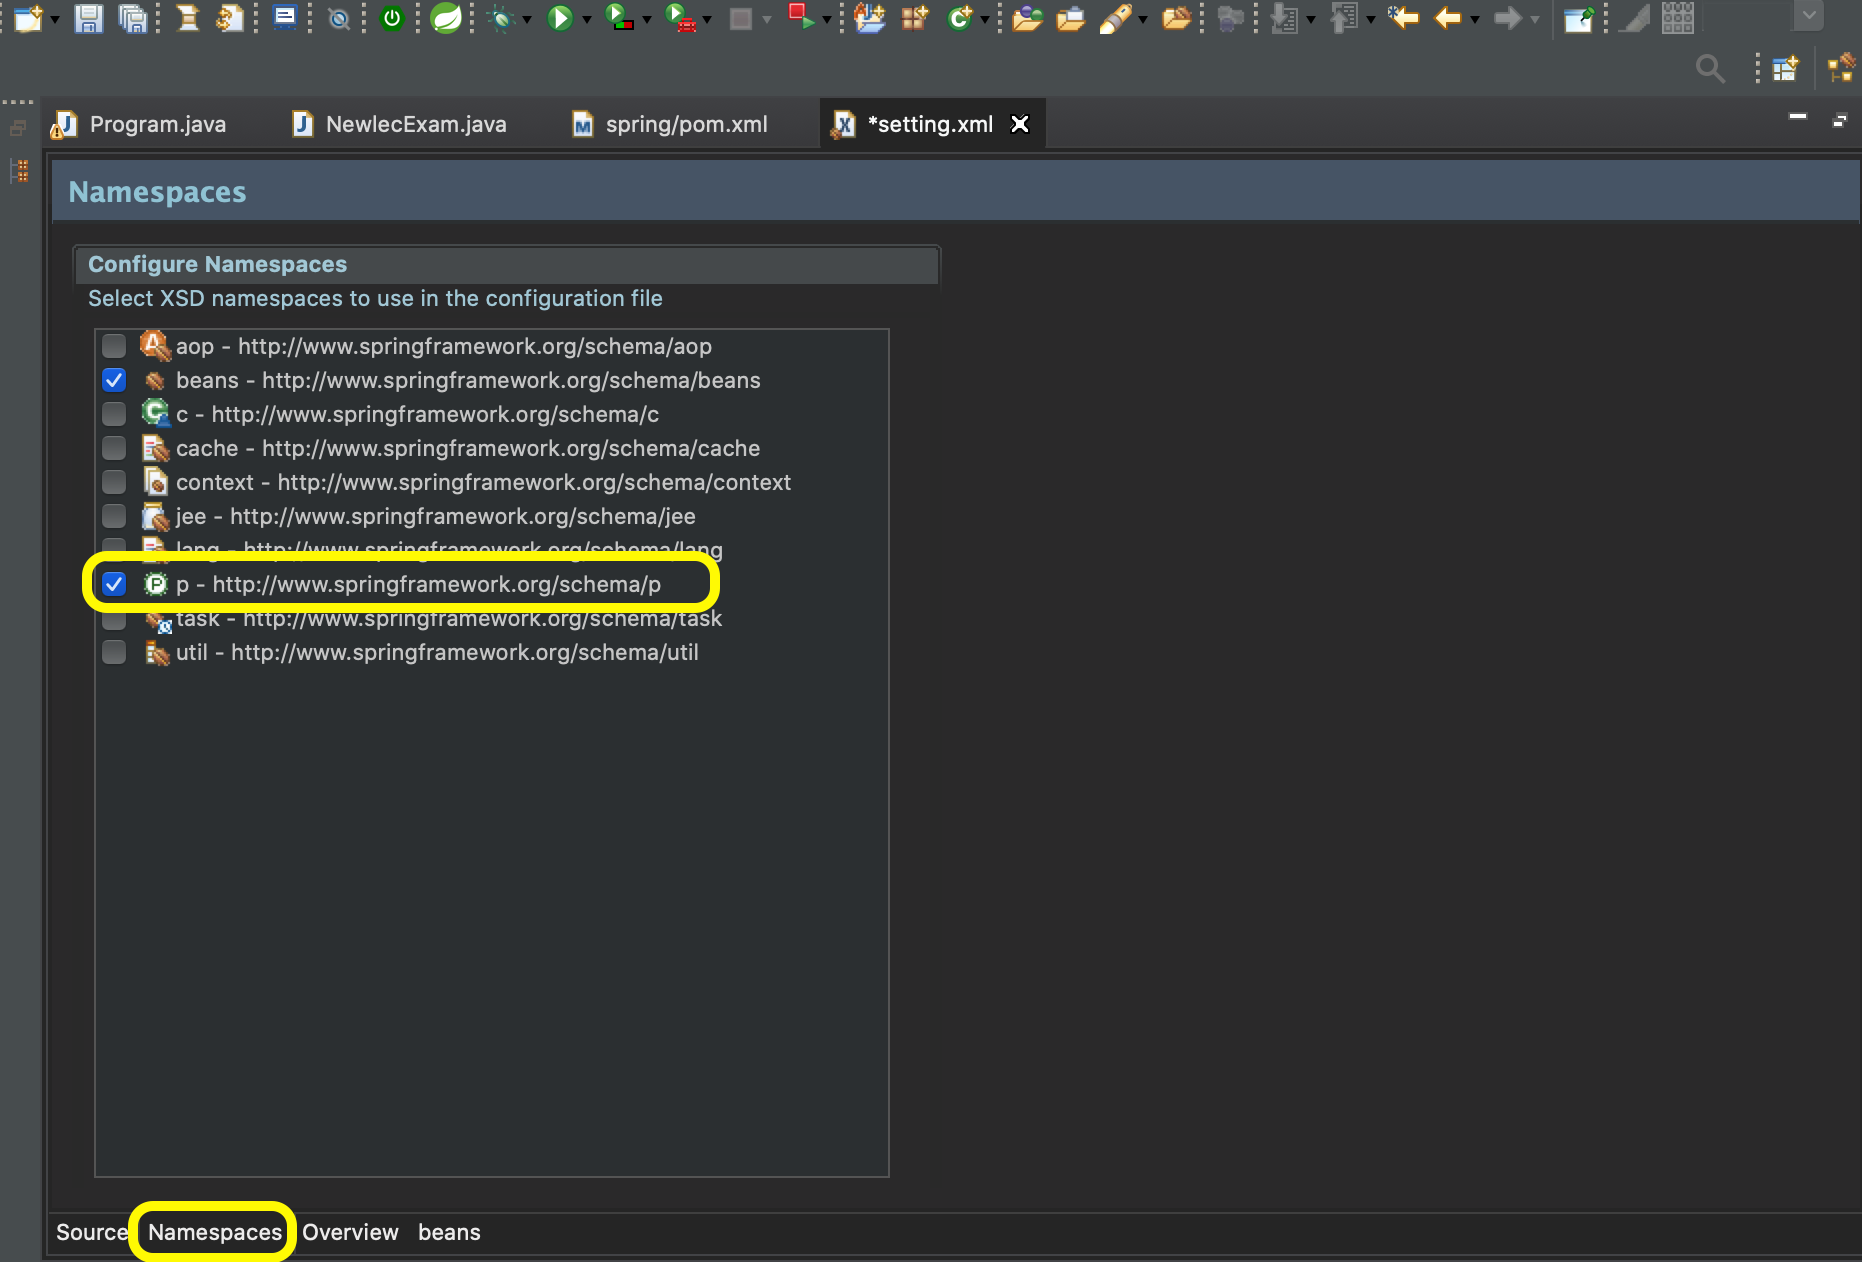 Program.java NewlecExam.java spring/pom.xml *setting.xml
Namespaces
Configure Namespaces
Select XSD namespaces to use in the configuration file
aop - http://www.springframework.org/schema/aop
beans - http://www.springframework.org/schema/beans
c - http://www.springframework.org/schema/c
cache - http://www.springframework.org/schema/cache
context - http://www.springframework.org/schema/context
jee - http://www.springframework.org/schema/jee
lang - http://www.springframework.org/schema/lang
p - http://www.springframework.org/schema/p
task - http://www.springframework.org/schema/task
util - http://www.springframework.org/schema/util
Source Namespaces Overview beans